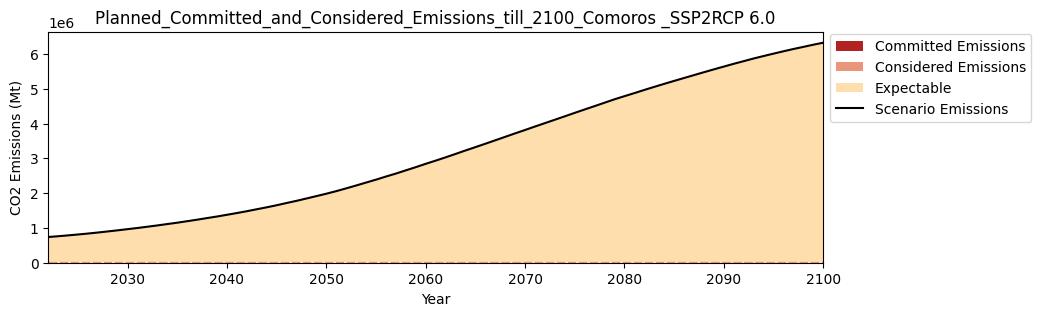 Planned_Committed_and_Considered_Emissions_till_2100_Comoros _SSP2RCP 6.0
1e6
6
5
4
3
2
1
0
CO2 Emissions (Mt)
2030 2040 2050 2060 2070 2080 2090 2100
Year
Committed Emissions
Considered Emissions
Expectable
Scenario Emissions